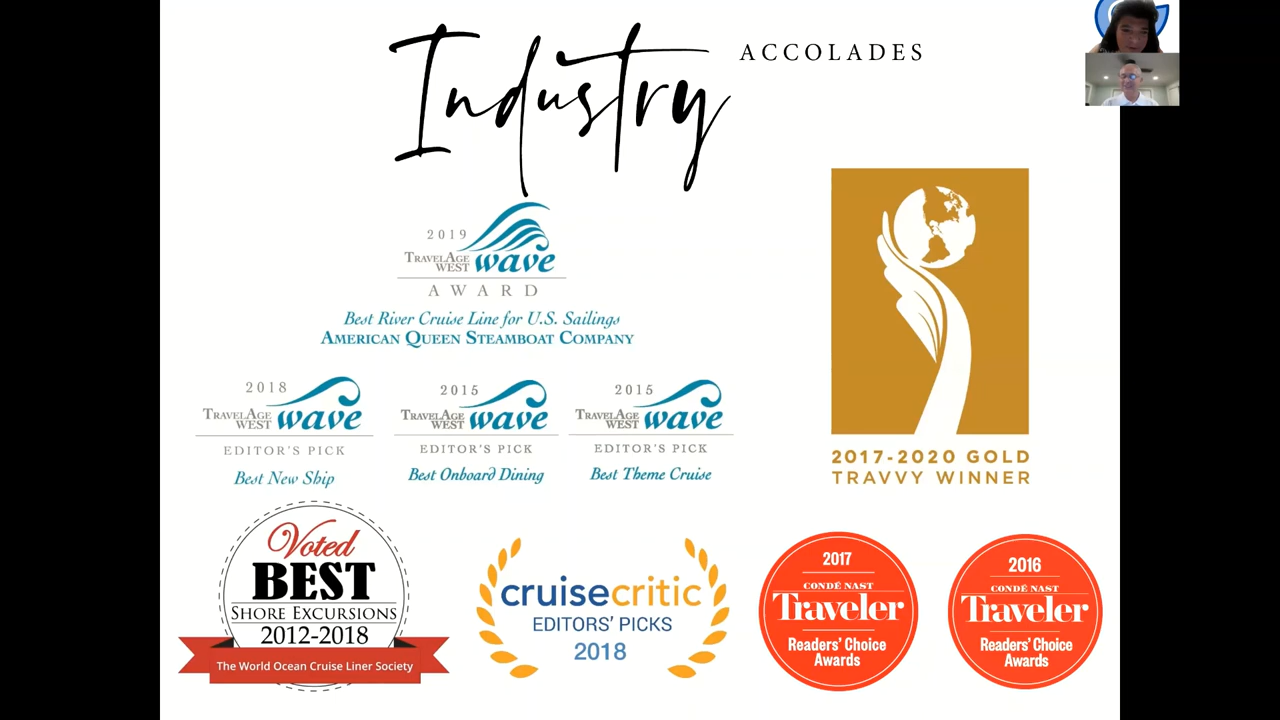 Industry
ACCOLADES
2019
TRAVELAGE
WEST
wave
AWARD
Best River Cruise Line for U.S. Sailings
AMERICAN QUEEN STEAMBOAT COMPANY
2018
TRAVELAGE
WEST
wave
EDITOR'S PICK
Best New Ship
2015
TRAVELAGE
WEST
wave
EDITOR'S PICK
Best Onboard Dining
2015
TRAVELAGE
WEST
wave
EDITOR'S PICK
Best Theme Cruise
2017-2020 GOLD
TRAVVY WINNER
Voted
BEST
SHORE EXCURSIONS
2012-2018
The World Ocean Cruise Liner Society
cruisecritic
EDITORS' PICKS
2018
2017
CONDÉ NAST
Traveler
Readers' Choice
Awards
2016
CONDÉ NAST
Traveler
Readers' Choice
Awards